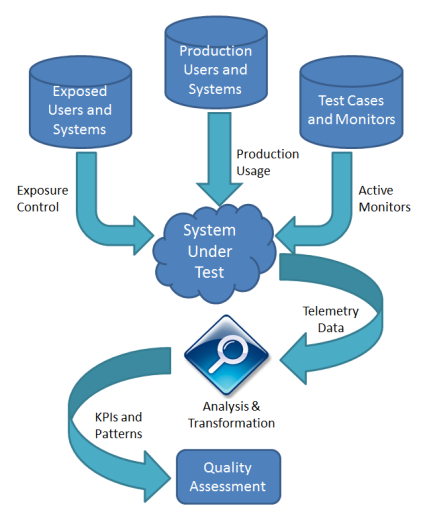 Production
Users and
Systems
Exposed
Users and
Systems
Test Cases
and Monitors
Production
Usage
Exposure
Control
Active
Monitors
System
Under
Test
Telemetry
Data
Analysis &
Transformation
KPIs and
Patterns
Quality
Assessment